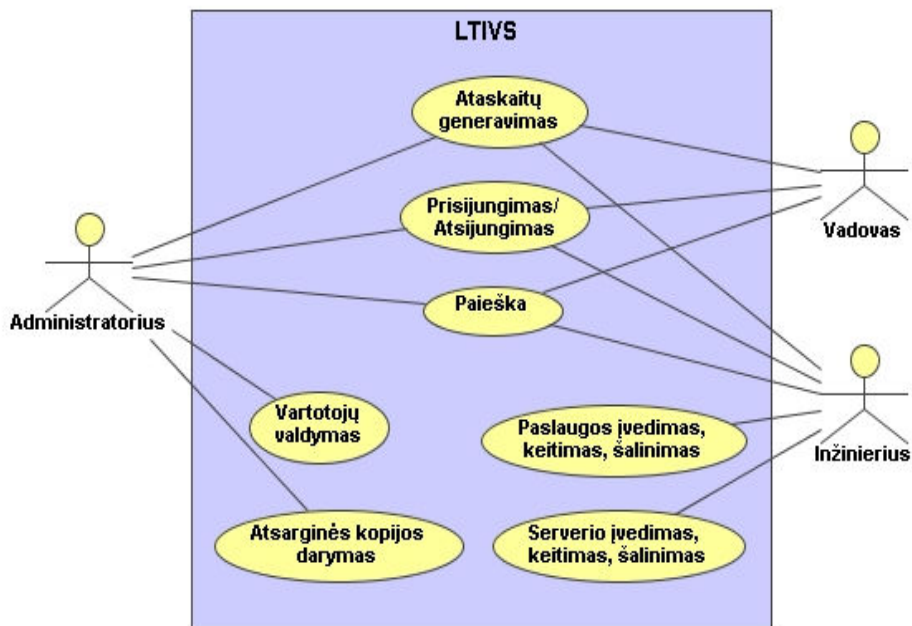 LTIVS
Ataskaitų
generavimas
Prisijungimas/
Atsijungimas
Vadovas
Paieška
Administratorius
Vartotojų
valdymas
Paslaugos įvedimas,
keitimas, šalinimas
Inžinierius
Atsarginės kopijos
darymas
Serverio įvedimas,
keitimas, šalinimas